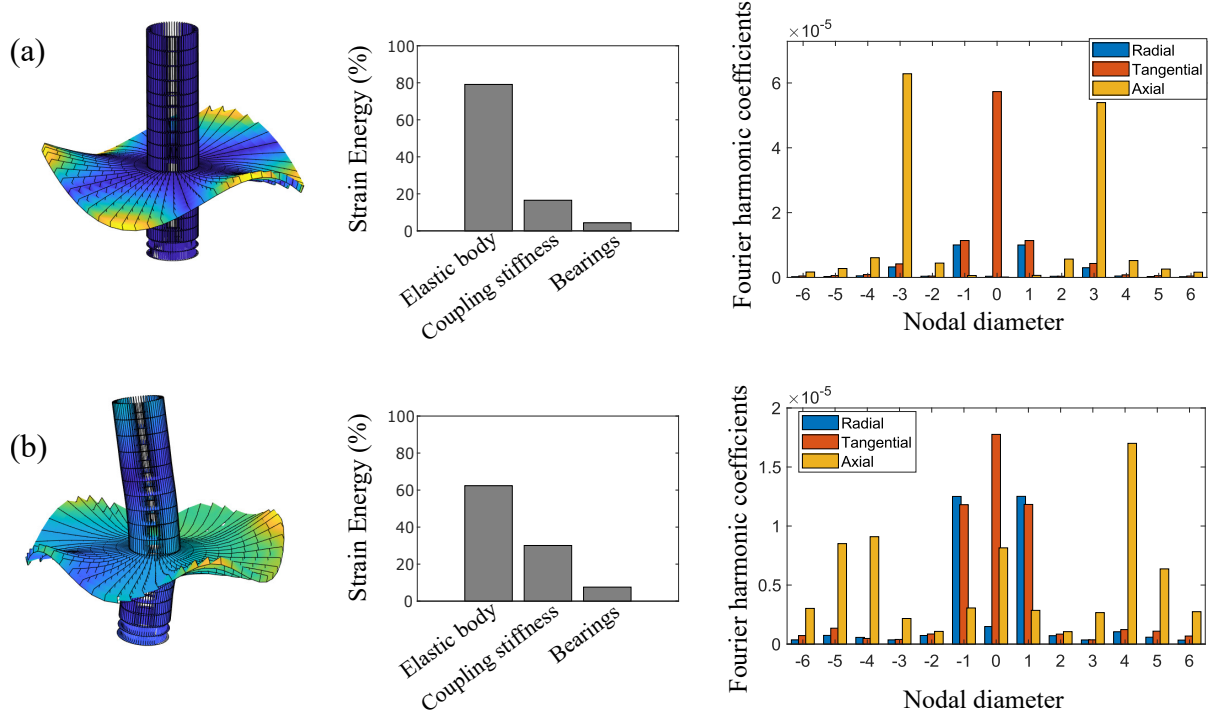 (a)
Strain Energy (%)
100
80
60
40
20
0
Elastic body
Coupling stiffness
Bearings
×10-5
Fourier harmonic coefficients
6
4
2
0
Radial
Tangential
Axial
-6 -5 -4 -3 -2 -1 0 1 2 3 4 5 6
Nodal diameter
(b)
Strain Energy (%)
100
80
60
40
20
0
Elastic body
Coupling stiffness
Bearings
×10-5
Fourier harmonic coefficients
2
1.5
1
0.5
0
Radial
Tangential
Axial
-6 -5 -4 -3 -2 -1 0 1 2 3 4 5 6
Nodal diameter